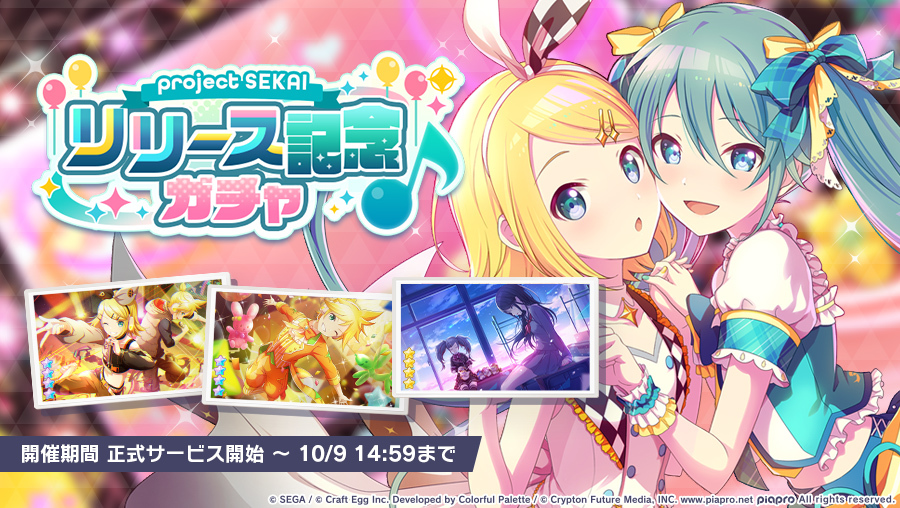 project SEKAI
リリース記念
ガチャ
開催期間 正式サービス開始 ～ 10/9 14:59まで
© SEGA / © Craft Egg Inc. Developed by Colorful Palette / © Crypton Future Media, INC. www.piapro.net piapro All rights reserved.